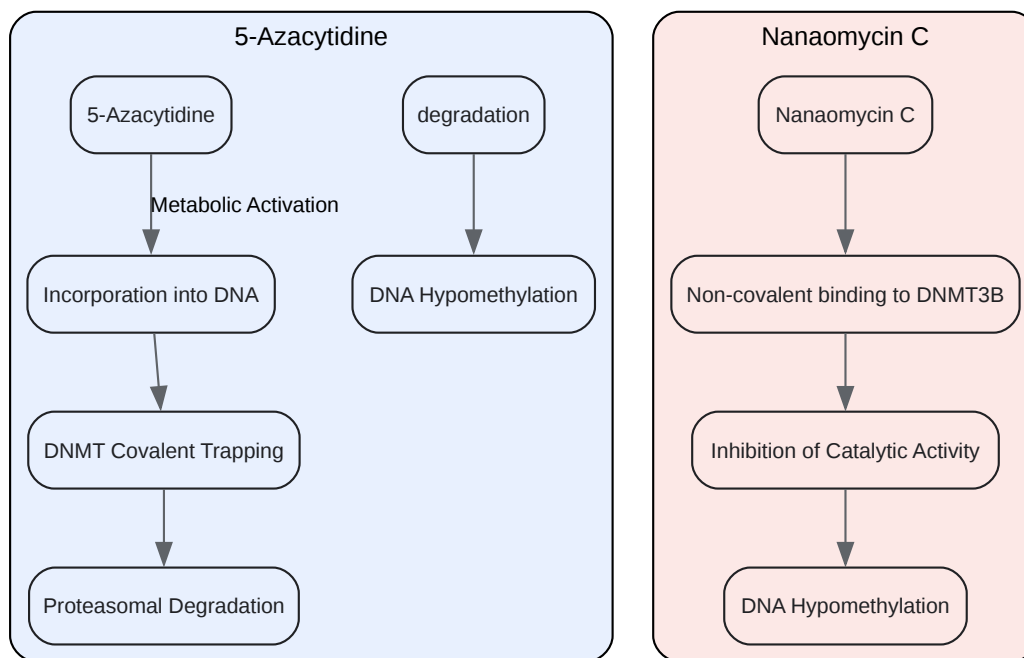 5-Azacytidine
5-Azacytidine
Metabolic Activation
Incorporation into DNA
DNMT Covalent Trapping
Proteasomal Degradation
degradation
DNA Hypomethylation
Nanaomycin C
Nanaomycin C
Non-covalent binding to DNMT3B
Inhibition of Catalytic Activity
DNA Hypomethylation